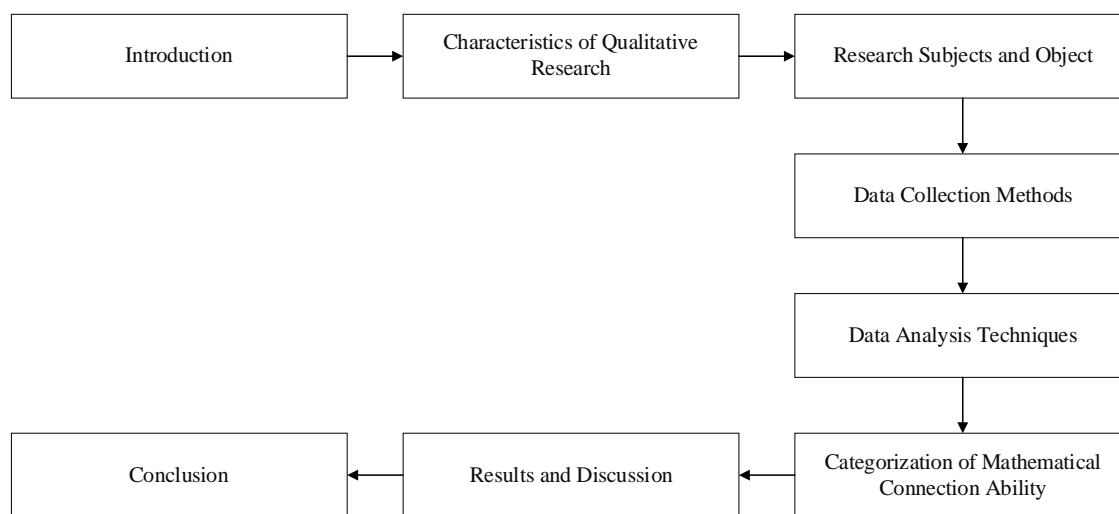 Introduction
Characteristics of Qualitative
Research
Research Subjects and Object
Data Collection Methods
Data Analysis Techniques
Categorization of Mathematical
Connection Ability
Results and Discussion
Conclusion